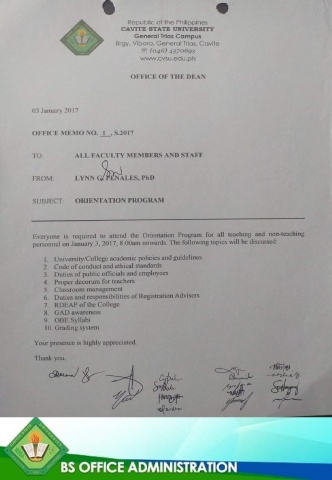 Republic of the Philippines
CAVITE STATE UNIVERSITY
General Trias Campus
Brgy. Vibora, General Trias, Cavite
(046) 4370693
www.cvsu.edu.ph
OFFICE OF THE DEAN
03 January 2017
OFFICE MEMO NO. 1, S.2017
TO: ALL FACULTY MEMBERS AND STAFF
FROM: LYNN G. PENALES, PhD
SUBJECT: ORIENTATION PROGRAM
Everyone is required to attend the Orientation Program for all teaching and non-teaching
personnel on January 3, 2017, 8:00am onwards. The following topics will be discussed:
1. University/College academic policies and guidelines
2. Code of conduct and ethical standards
3. Duties of public officials and employees
4. Proper decorum for teachers
5. Classroom management
6. Duties and responsibilities of Registration Advisers
7. RDEAP of the College
8. GAD awareness
9. OBE Syllabi
10. Grading system
Your presence is highly appreciated.
Thank you.
BS OFFICE ADMINISTRATION